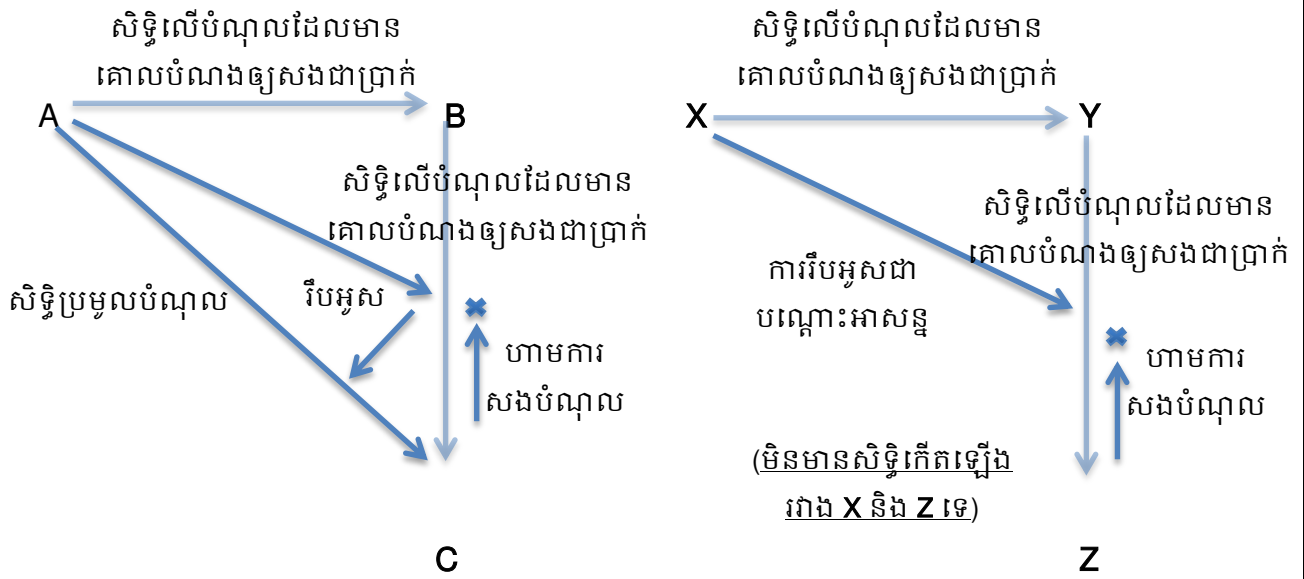 សិទ្ធិលើបំណុលដែលមាន
គោលបំណងឲ្យសងជាប្រាក់
A
B
សិទ្ធិលើបំណុលដែលមាន
គោលបំណងឲ្យសងជាប្រាក់
សិទ្ធិប្រមូលបំណុល
រឹបអូស
ហាមការ
សងបំណុល
C
សិទ្ធិលើបំណុលដែលមាន
គោលបំណងឲ្យសងជាប្រាក់
X
Y
សិទ្ធិលើបំណុលដែលមាន
គោលបំណងឲ្យសងជាប្រាក់
ការរឹបអូសជា
បណ្តោះអាសន្ន
ហាមការ
សងបំណុល
(មិនមានសិទ្ធិកើតឡើង
រវាង X និង Z ទេ)
Z